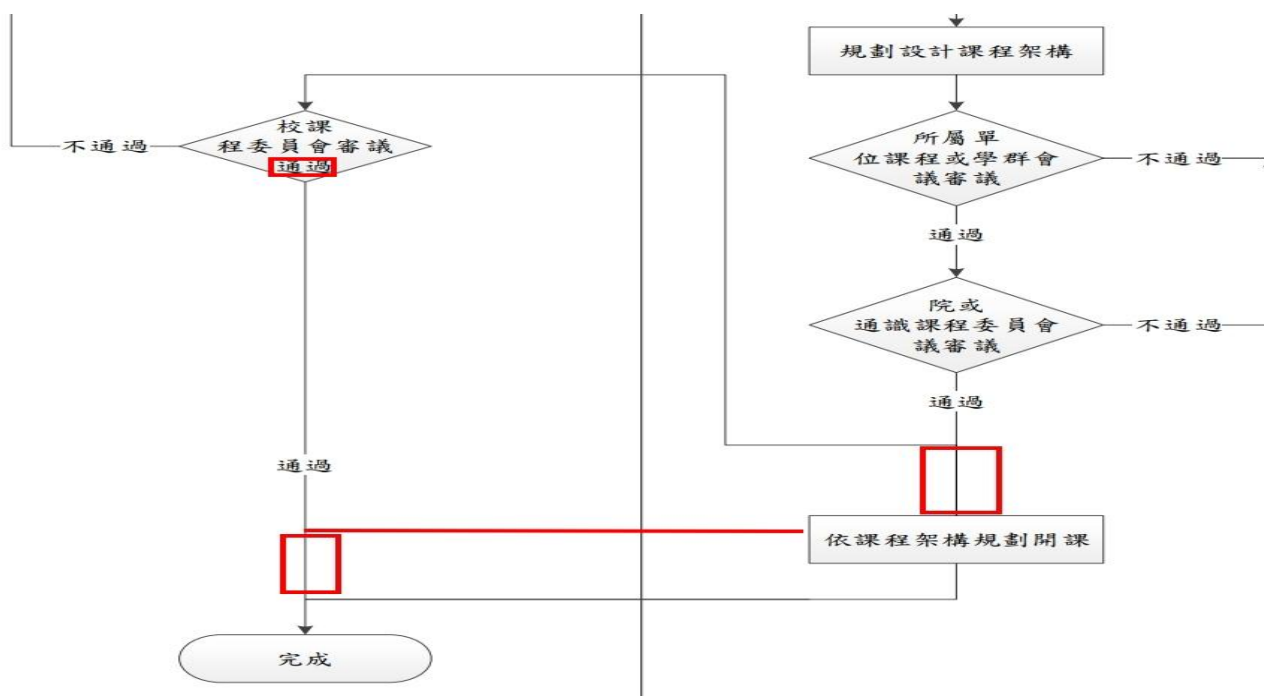 規劃設計課程架構
校課
程委員會審議
通過
不通過
所屬單
位課程或學群會
議審議
不通過
通過
院或
通識課程委員會
議審議
不通過
通過
通過
依課程架構規劃開課
完成